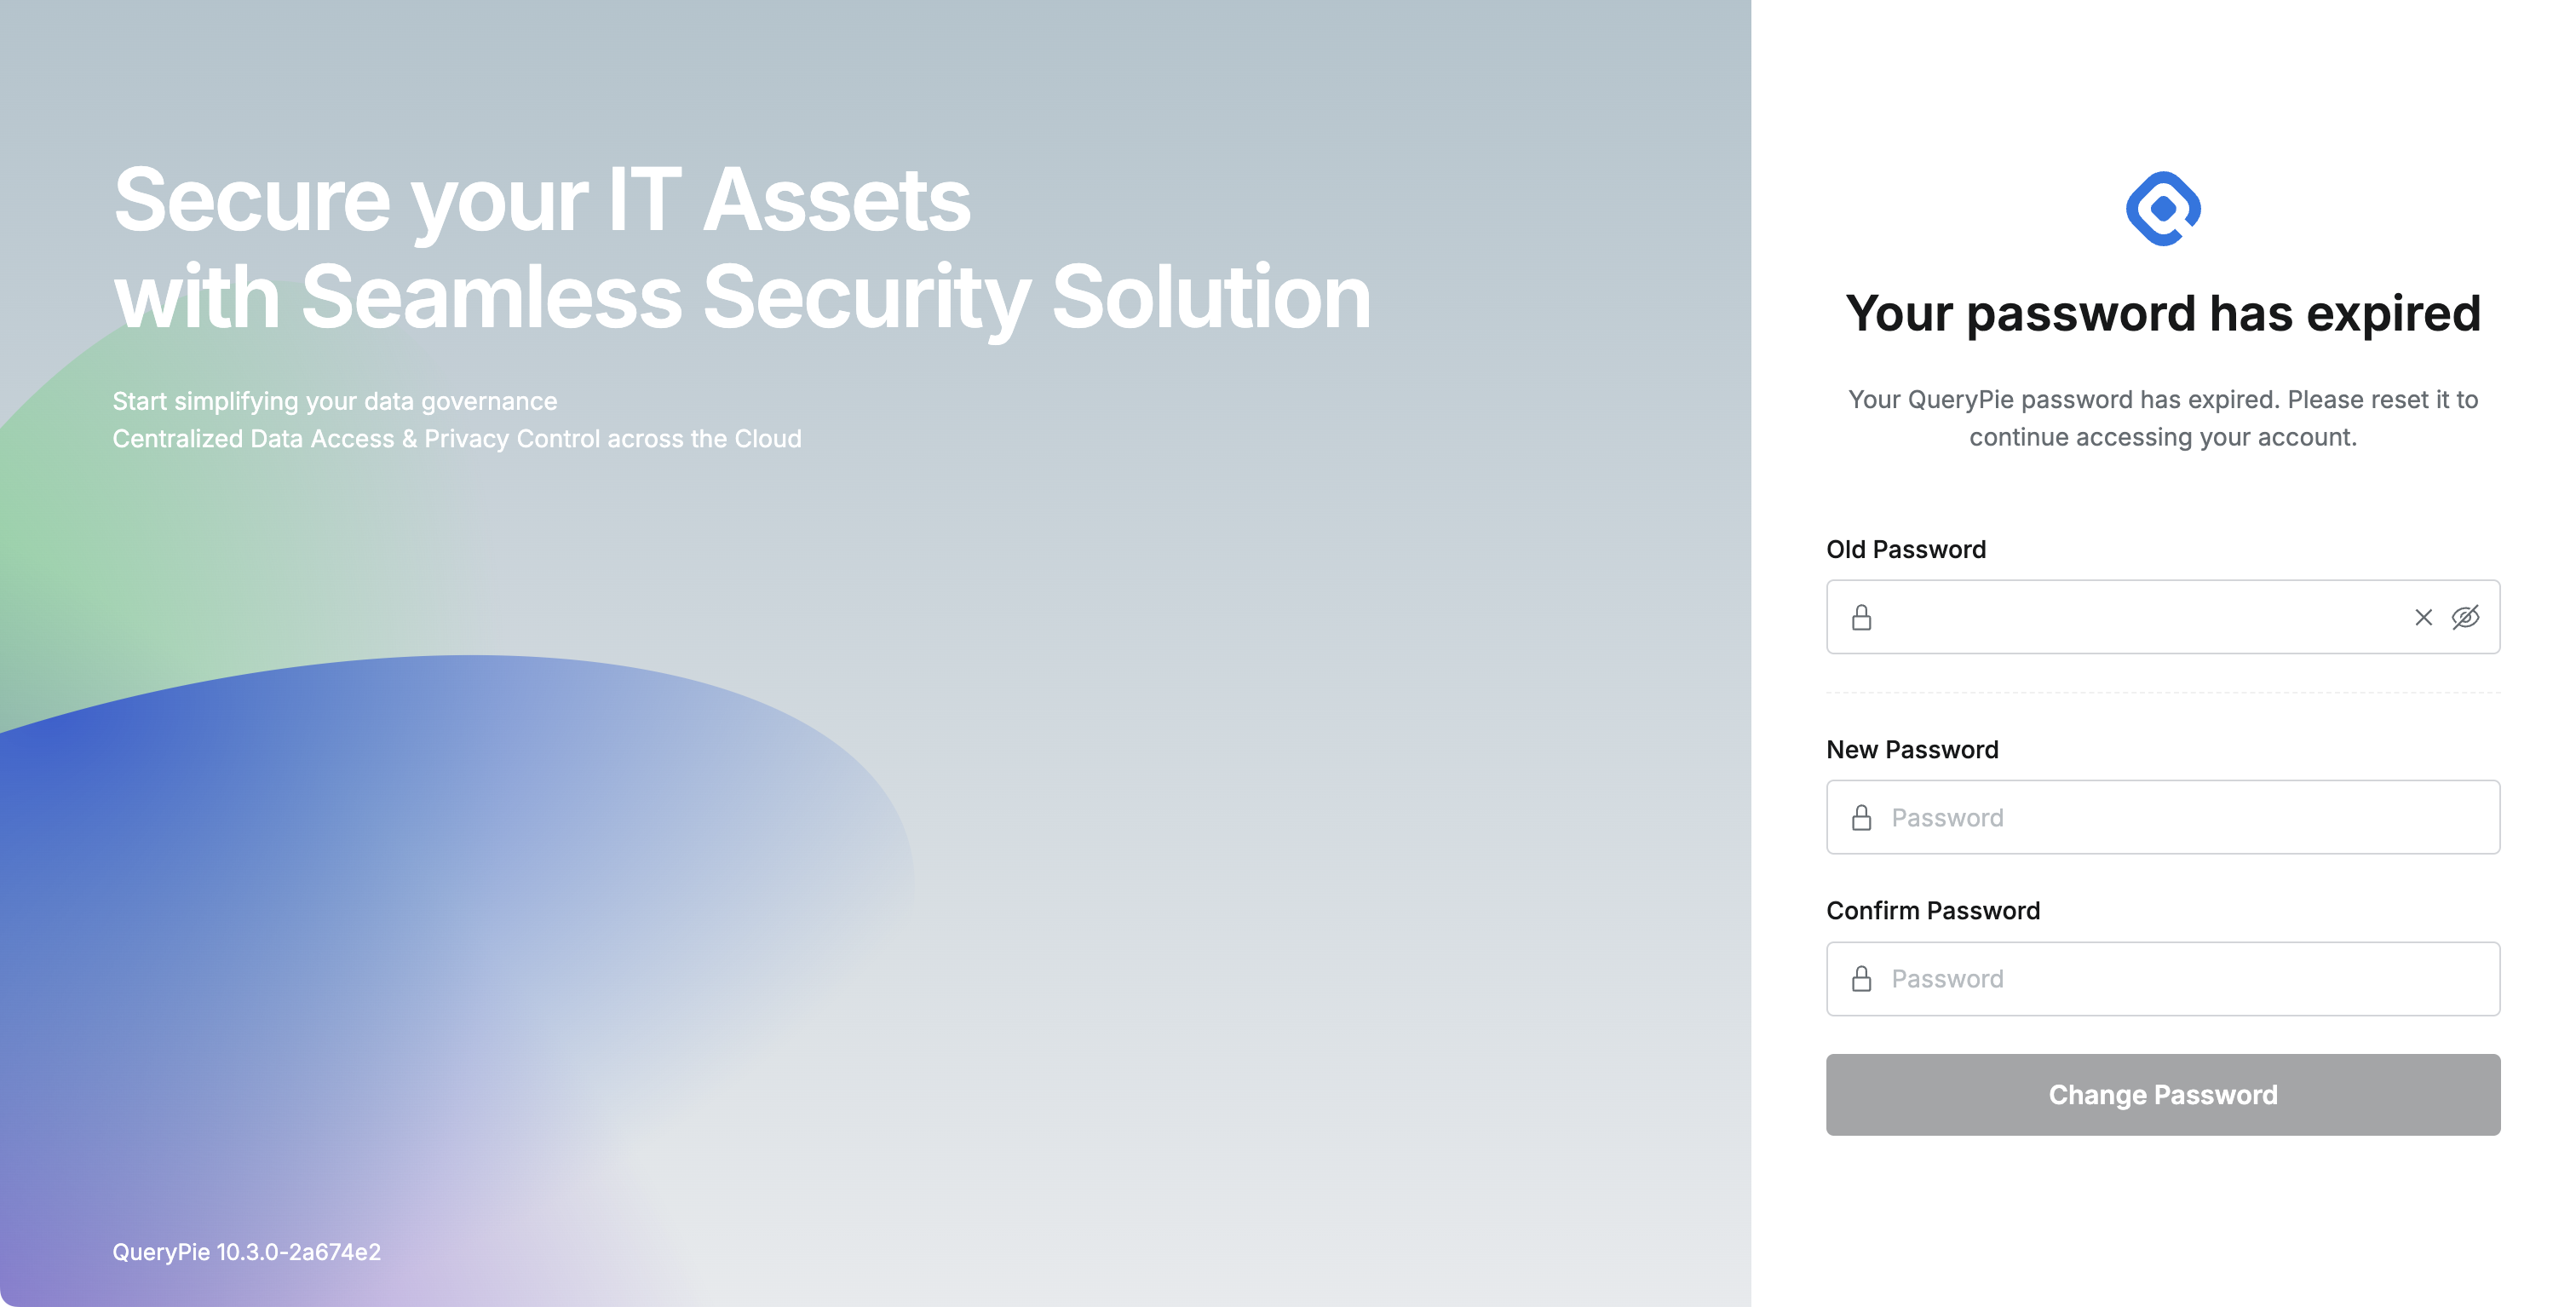 Secure your IT Assets
with Seamless Security Solution
Start simplifying your data governance
Centralized Data Access & Privacy Control across the Cloud
QueryPie 10.3.0-2a674e2
Your password has expired
Your QueryPie password has expired. Please reset it to
continue accessing your account.
Old Password
New Password
Password
Confirm Password
Password
Change Password